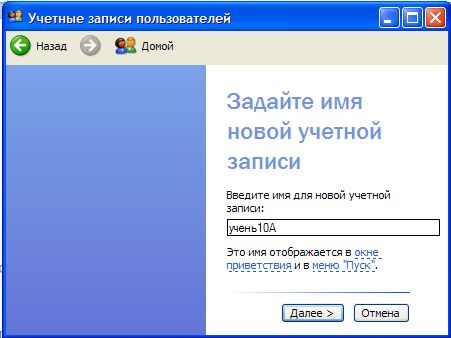 Учетные записи пользователей
Назад
Домой
Задайте имя
новой учетной
записи
Введите имя для новой учетной
записи:
учень10А
Это имя отображается в окне
приветствия и в меню "Пуск".
Далее >
Отмена